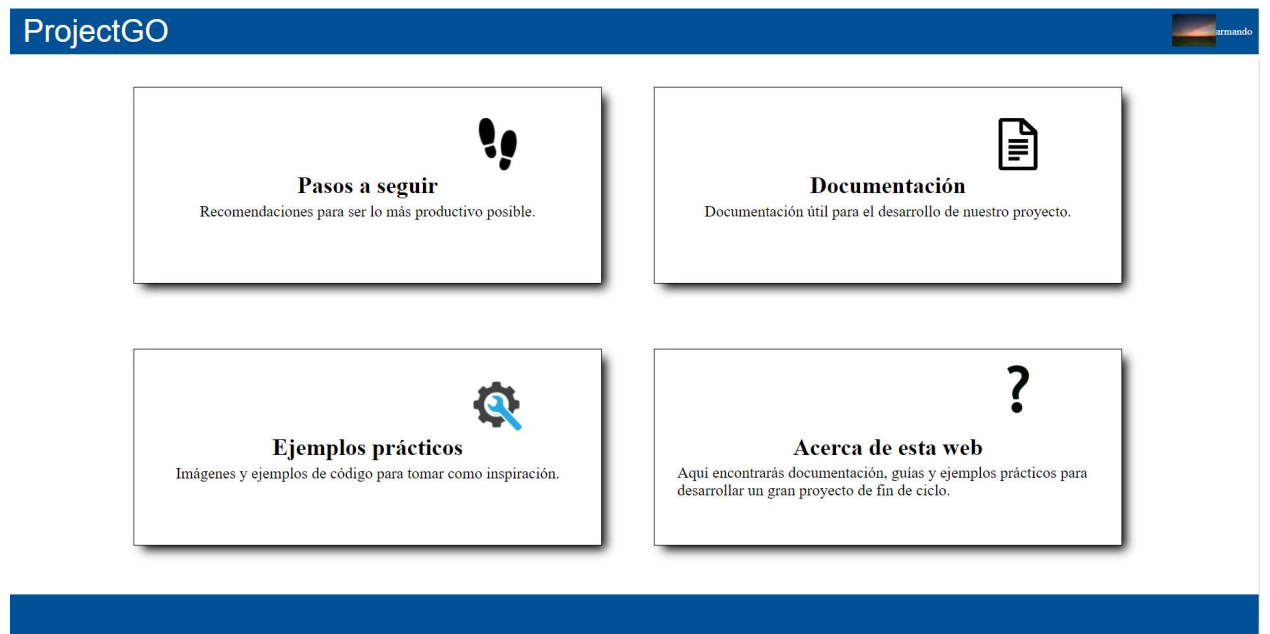 ProjectGO
armando
Pasos a seguir
Recomendaciones para ser lo más productivo posible.
Documentación
Documentación útil para el desarrollo de nuestro proyecto.
Ejemplos prácticos
Imágenes y ejemplos de código para tomar como inspiración.
Acerca de esta web
Aquí encontrarás documentación, guías y ejemplos prácticos para
desarrollar un gran proyecto de fin de ciclo.